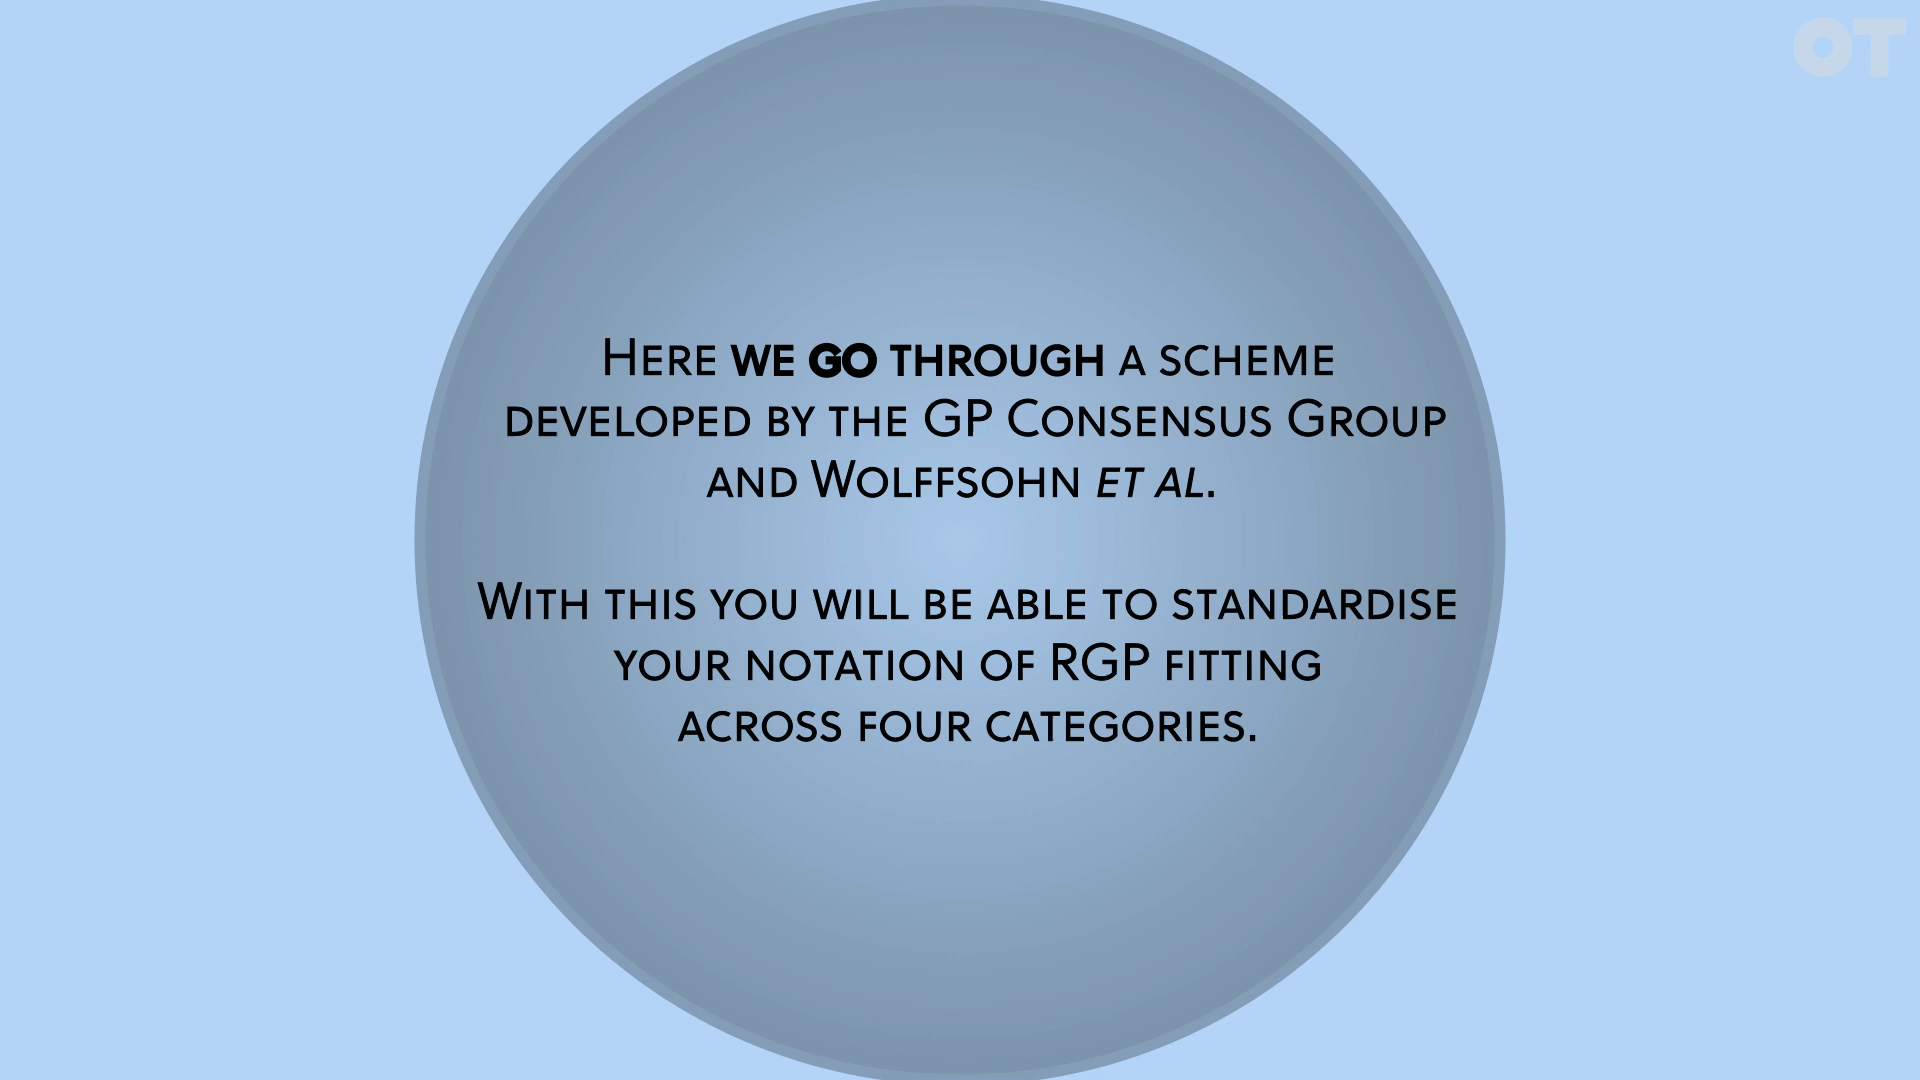 OT
Here we go through a scheme
developed by the GP Consensus Group
and Wolffsohn et al.
With this you will be able to standardise
your notation of RGP fitting
across four categories.